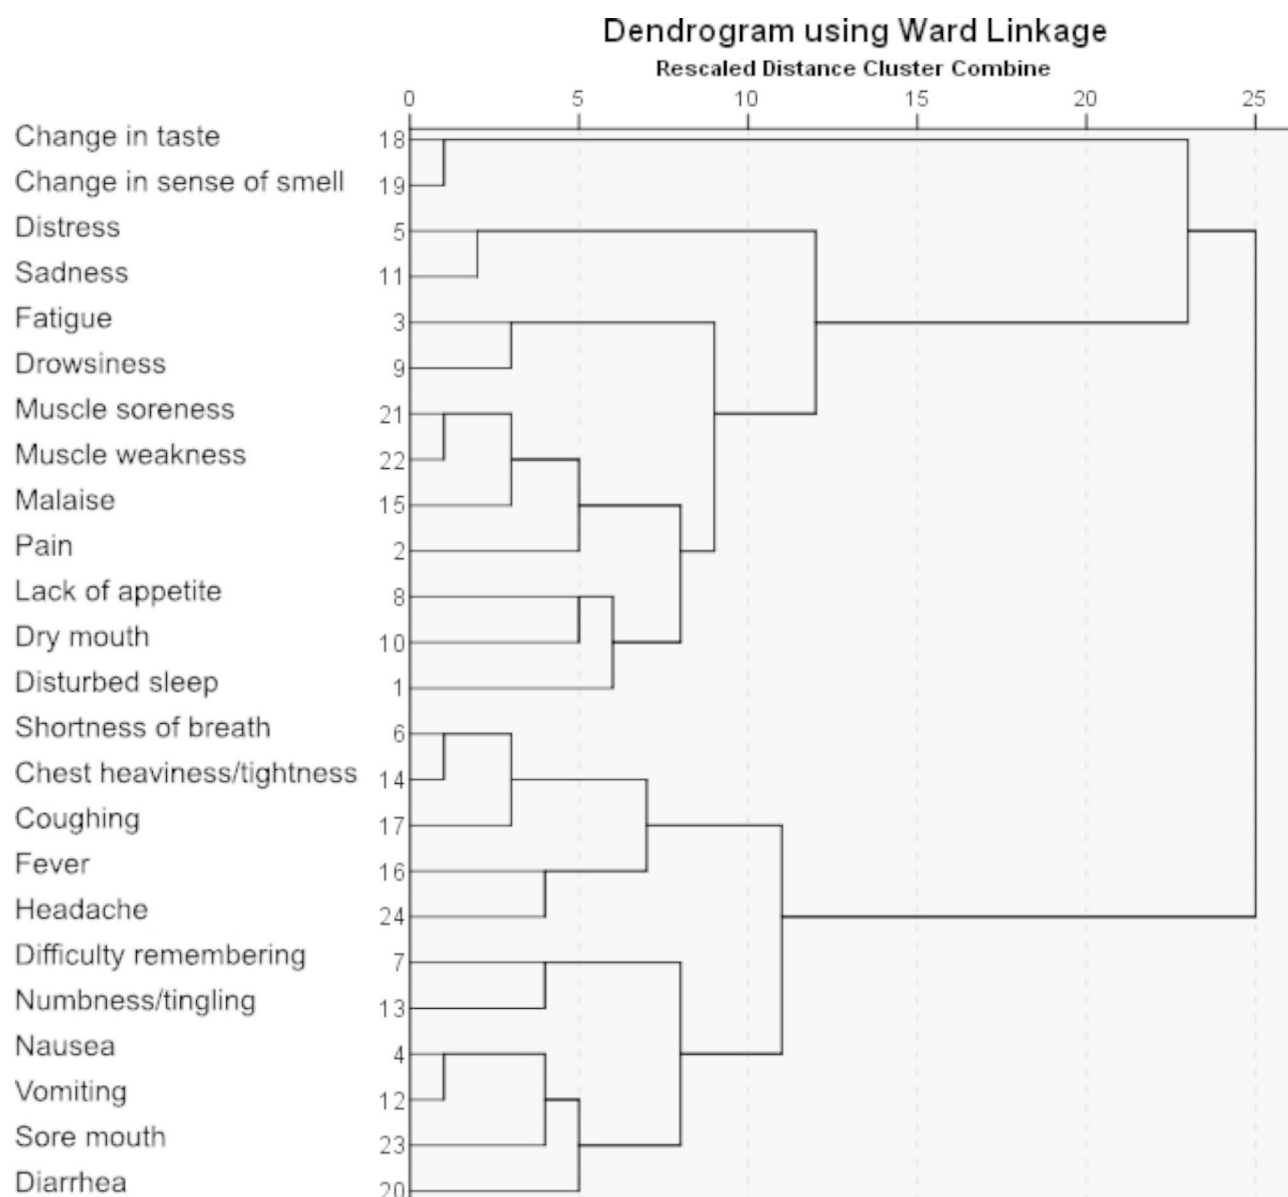 Dendrogram using Ward Linkage
Rescaled Distance Cluster Combine
0 5 10 15 20 25
Change in taste 18
Change in sense of smell 19
Distress 5
Sadness 11
Fatigue 3
Drowsiness 9
Muscle soreness 21
Muscle weakness 22
Malaise 15
Pain 2
Lack of appetite 8
Dry mouth 10
Disturbed sleep 1
Shortness of breath 6
Chest heaviness/tightness 14
Coughing 17
Fever 16
Headache 24
Difficulty remembering 7
Numbness/tingling 13
Nausea 4
Vomiting 12
Sore mouth 23
Diarrhea 20